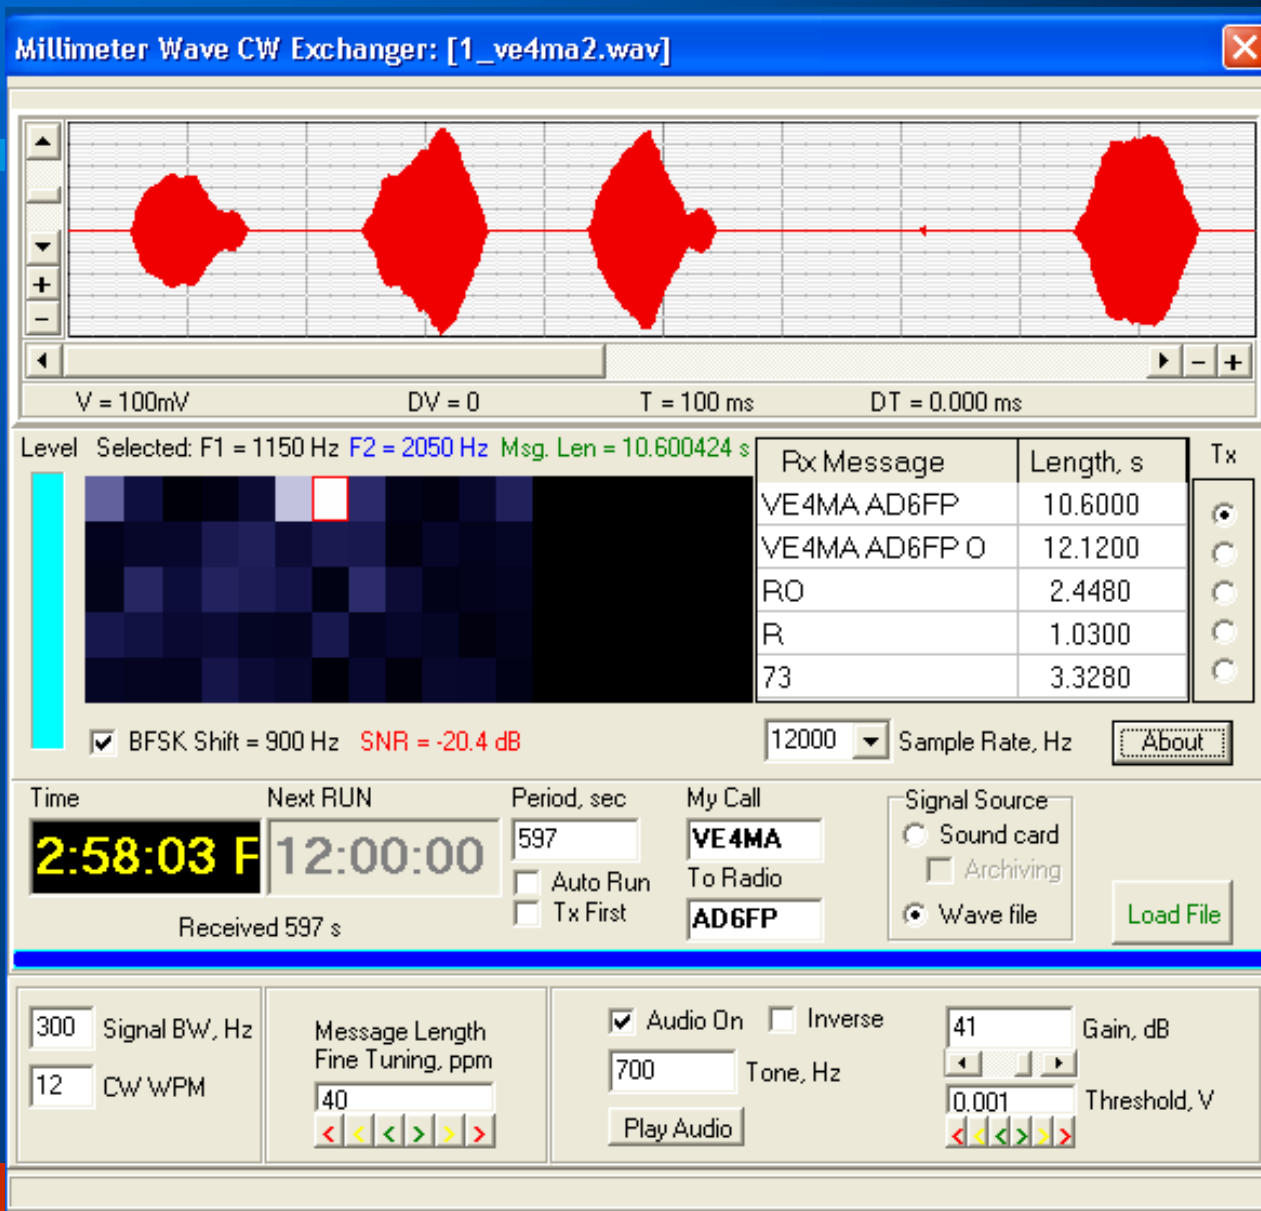 Millimeter Wave CW Exchanger: [1_ve4ma2.wav]
V = 100mV DV = 0 T = 100 ms DT = 0.000 ms
Level Selected: F1 = 1150 Hz F2 = 2050 Hz Msg. Len = 10.600424 s
Rx Message Length, s Tx
VE4MA AD6FP 10.6000
VE4MA AD6FP O 12.1200
RO 2.4480
R 1.0300
73 3.3280
BFSK Shift = 900 Hz SNR = -20.4 dB
12000 Sample Rate, Hz About
Time Next RUN Period, sec My Call Signal Source
2:58:03 12:00:00 597 VE4MA Sound card
Auto Run To Radio Archiving
Received 597 s Tx First AD6FP Wave file Load File
300 Signal BW, Hz
12 CW WPM
Message Length
Fine Tuning, ppm
40
Audio On Inverse
700 Tone, Hz
Play Audio
41 Gain, dB
0.001 Threshold, V